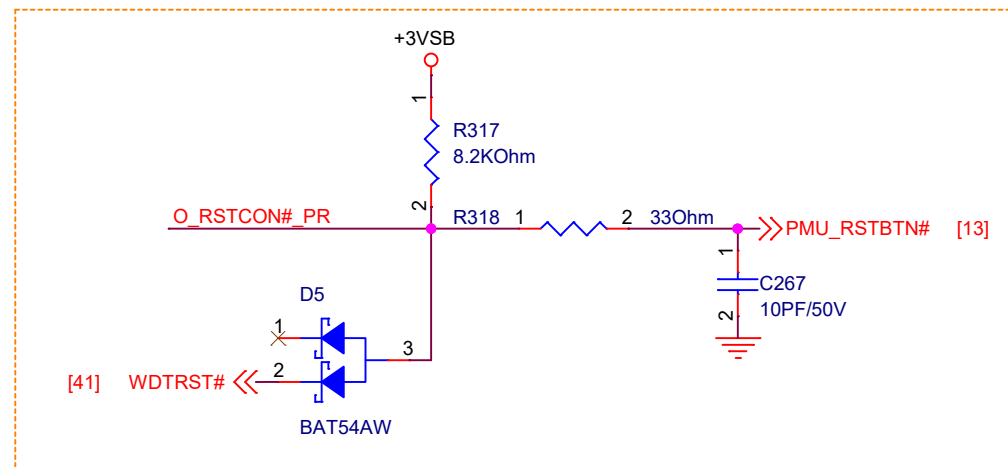 +3VSB
1
R317
8.2KOhm
2
O_RSTCON#_PR
R318 1 2 33Ohm
PMU_RSTBTN# [13]
1
C267
10PF/50V
2
D5
1
3
[41] WDTRST# 2
BAT54AW